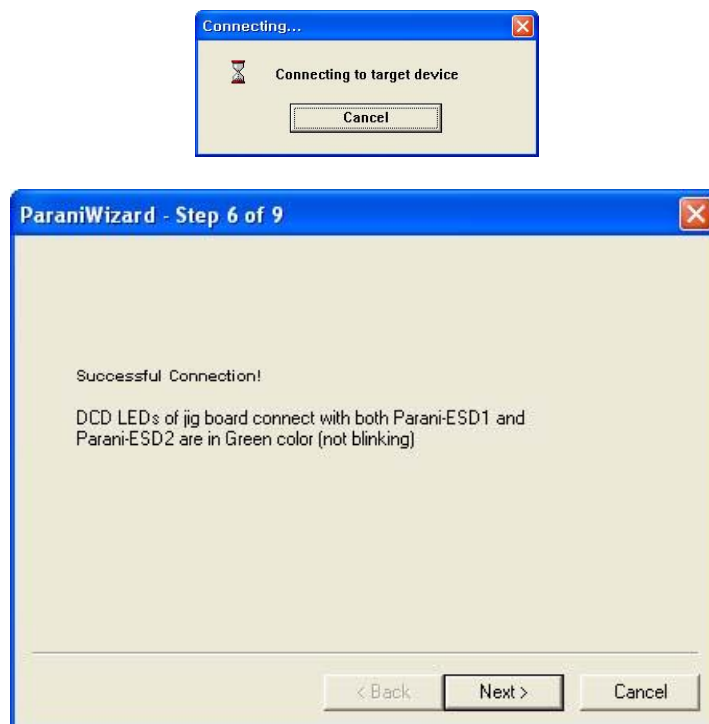 Connecting...
Connecting to target device
Cancel
ParaniWizard - Step 6 of 9
Successful Connection!
DCD LEDs of jig board connect with both Parani-ESD1 and
Parani-ESD2 are in Green color (not blinking)
< Back
Next >
Cancel